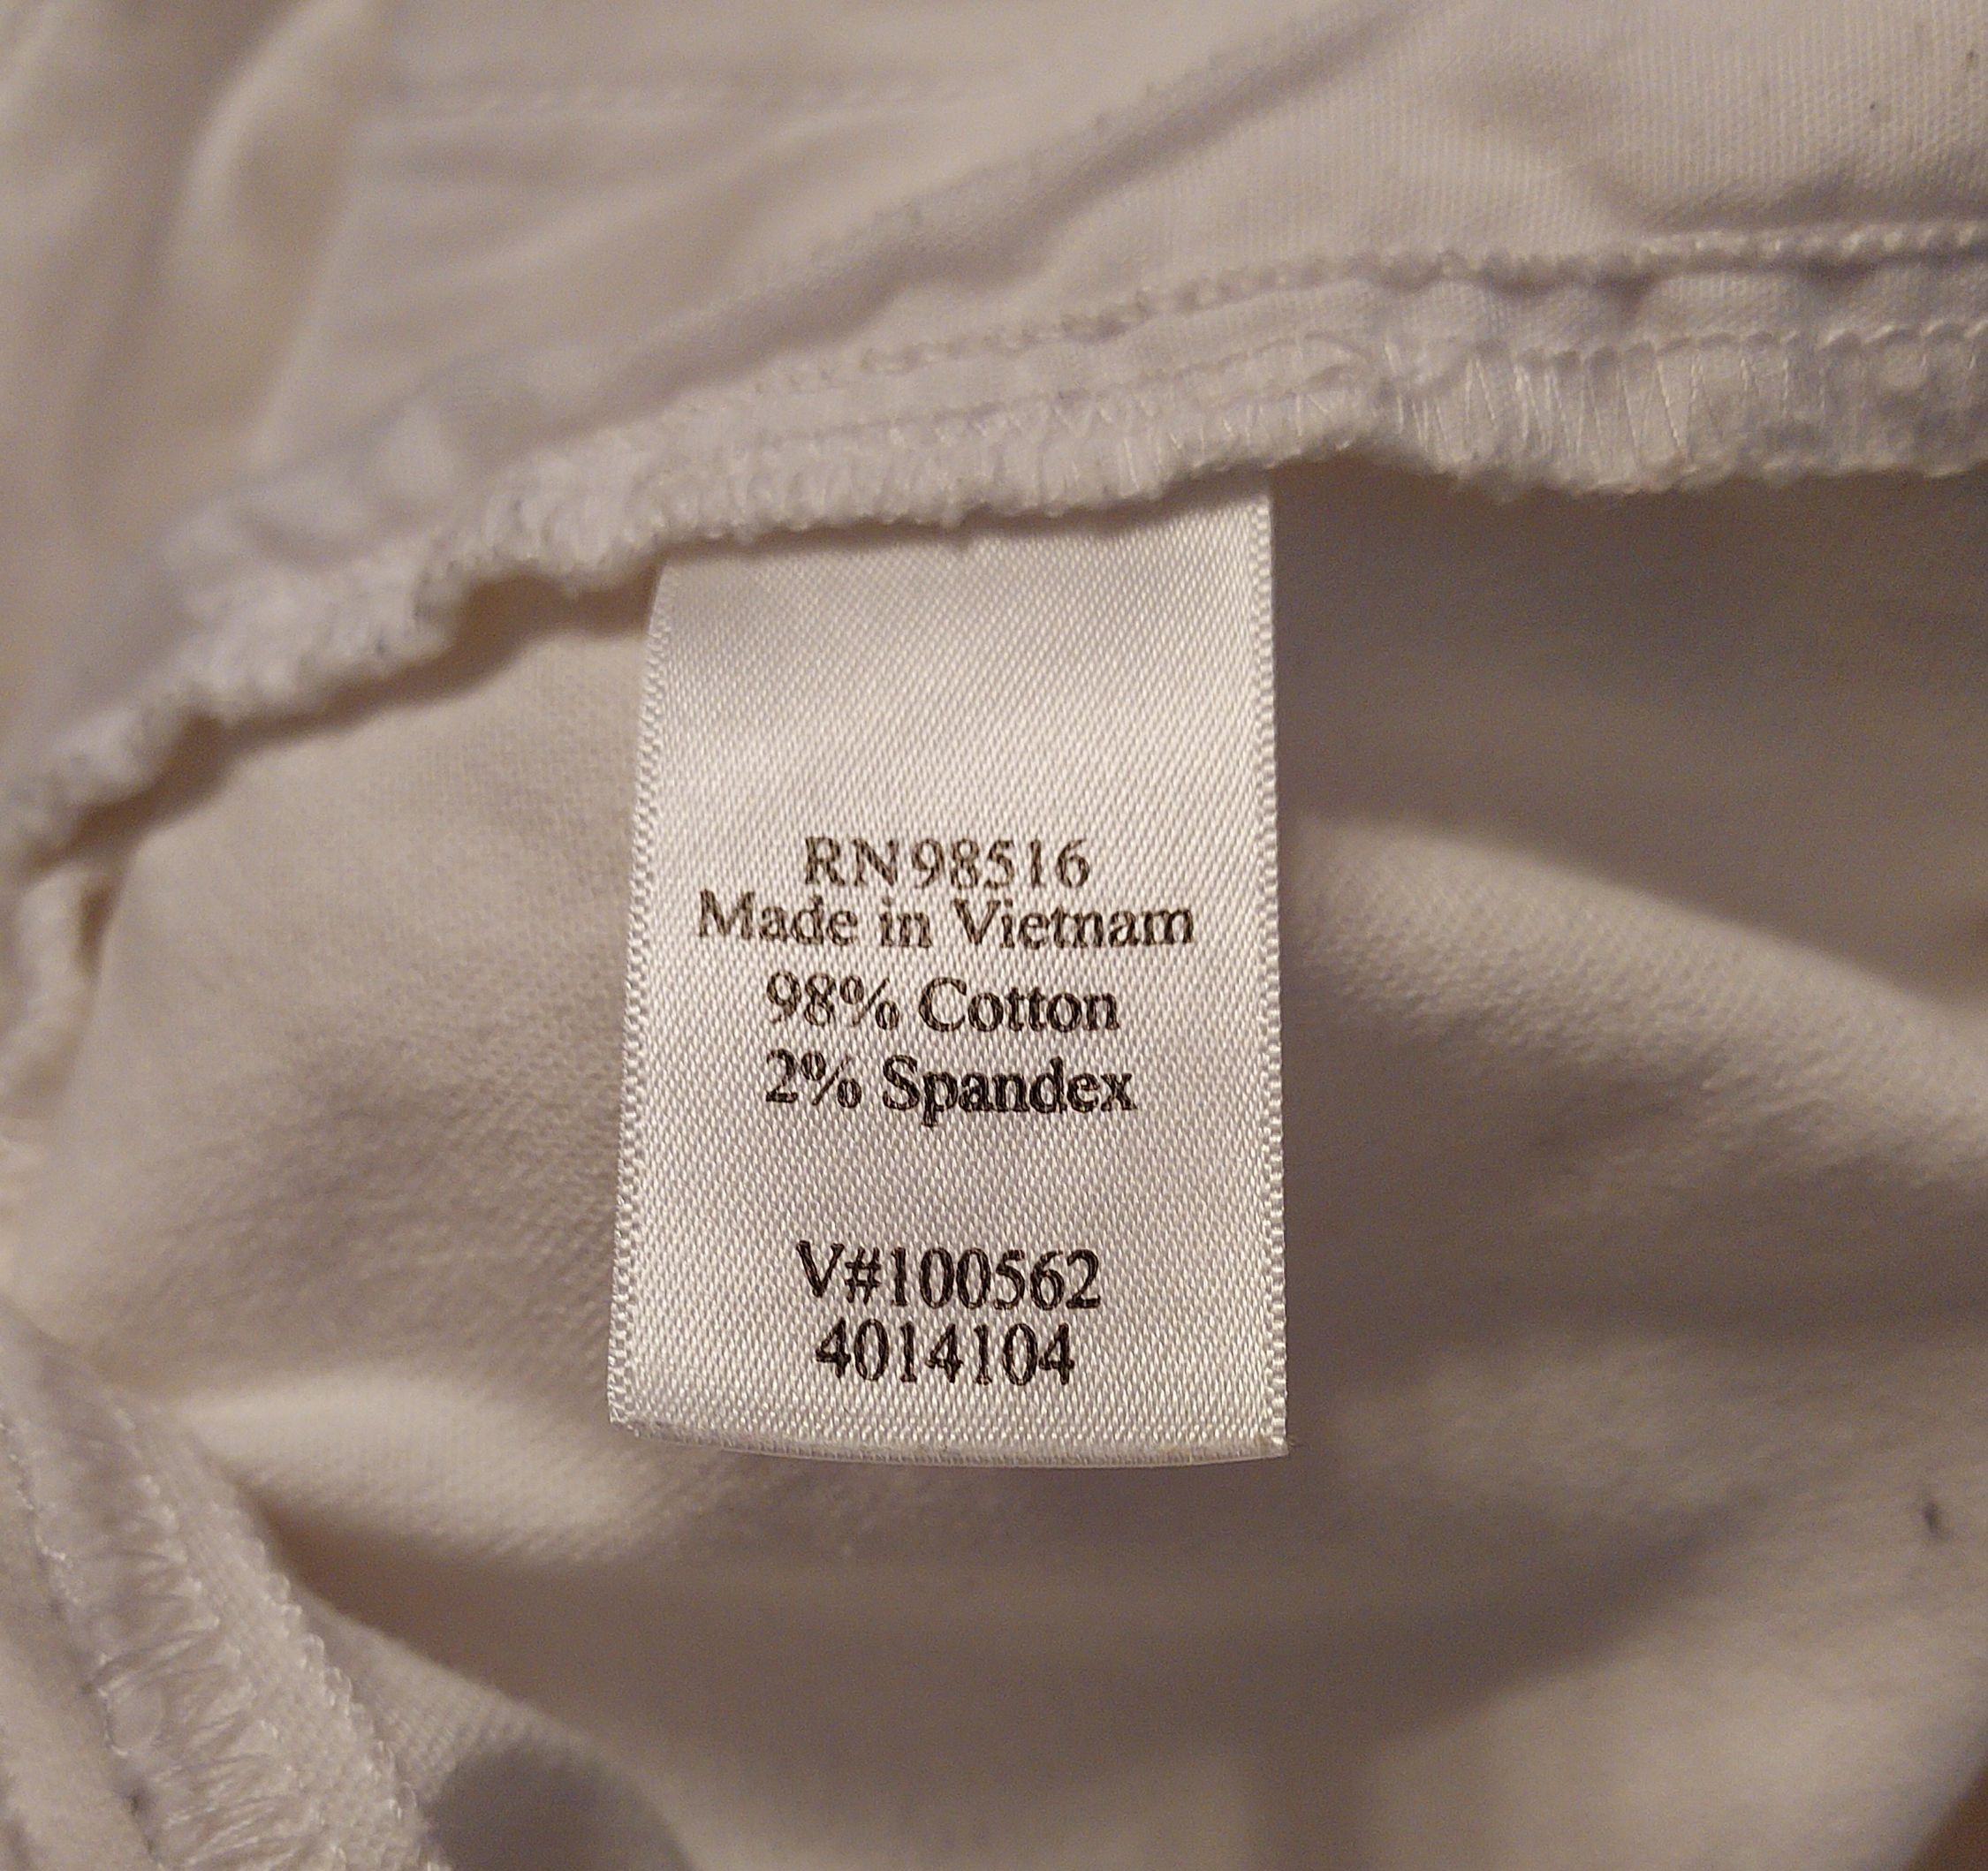 RN98516
Made in Vietnam
98% Cotton
2% Spandex
V#100562
4014104